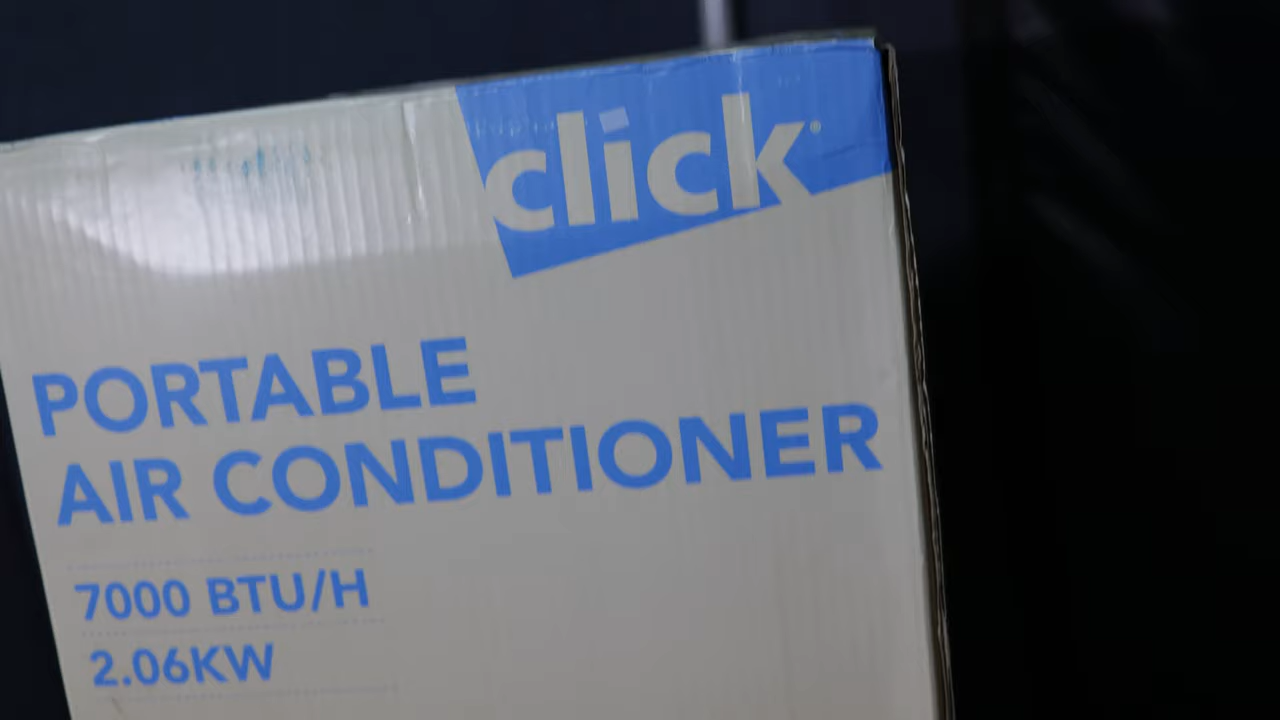 click
PORTABLE
AIR CONDITIONER
7000 BTU/H
2.06KW